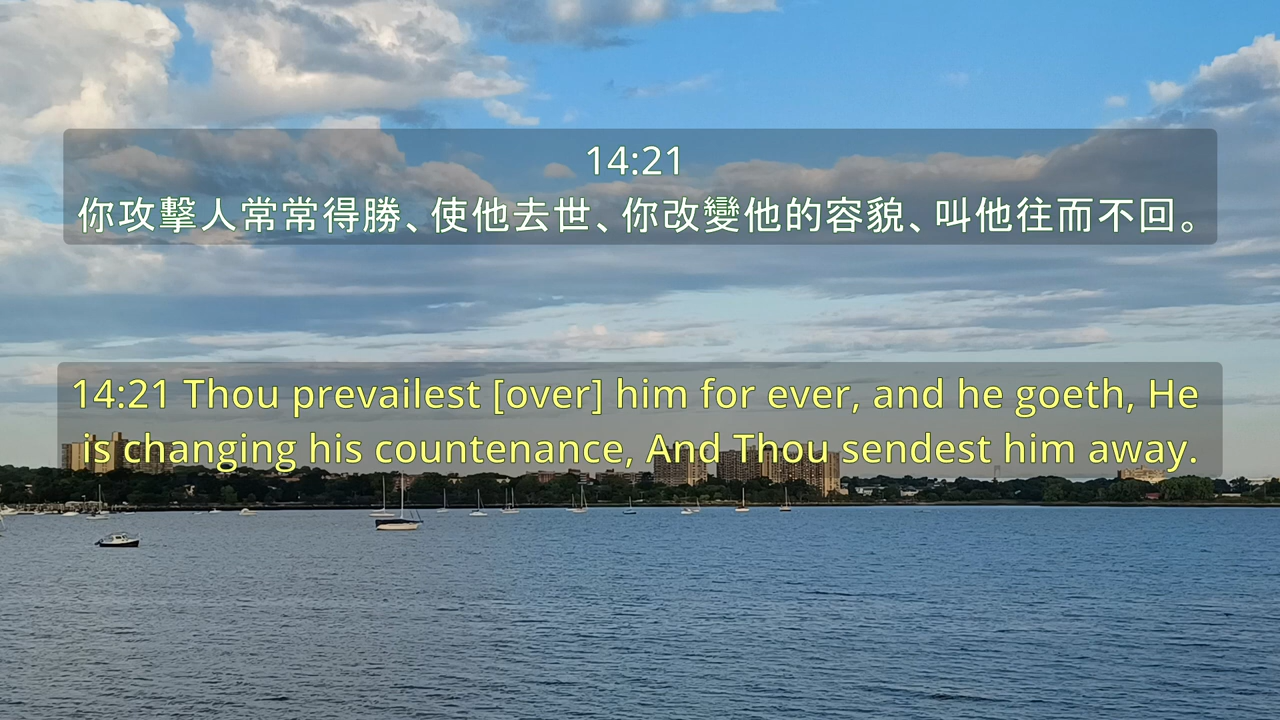 14:21
你攻擊人常常得勝、使他去世、你改變他的容貌、叫他往而不回。
14:21 Thou prevailest [over] him for ever, and he goeth, He
is changing his countenance, And Thou sendest him away.